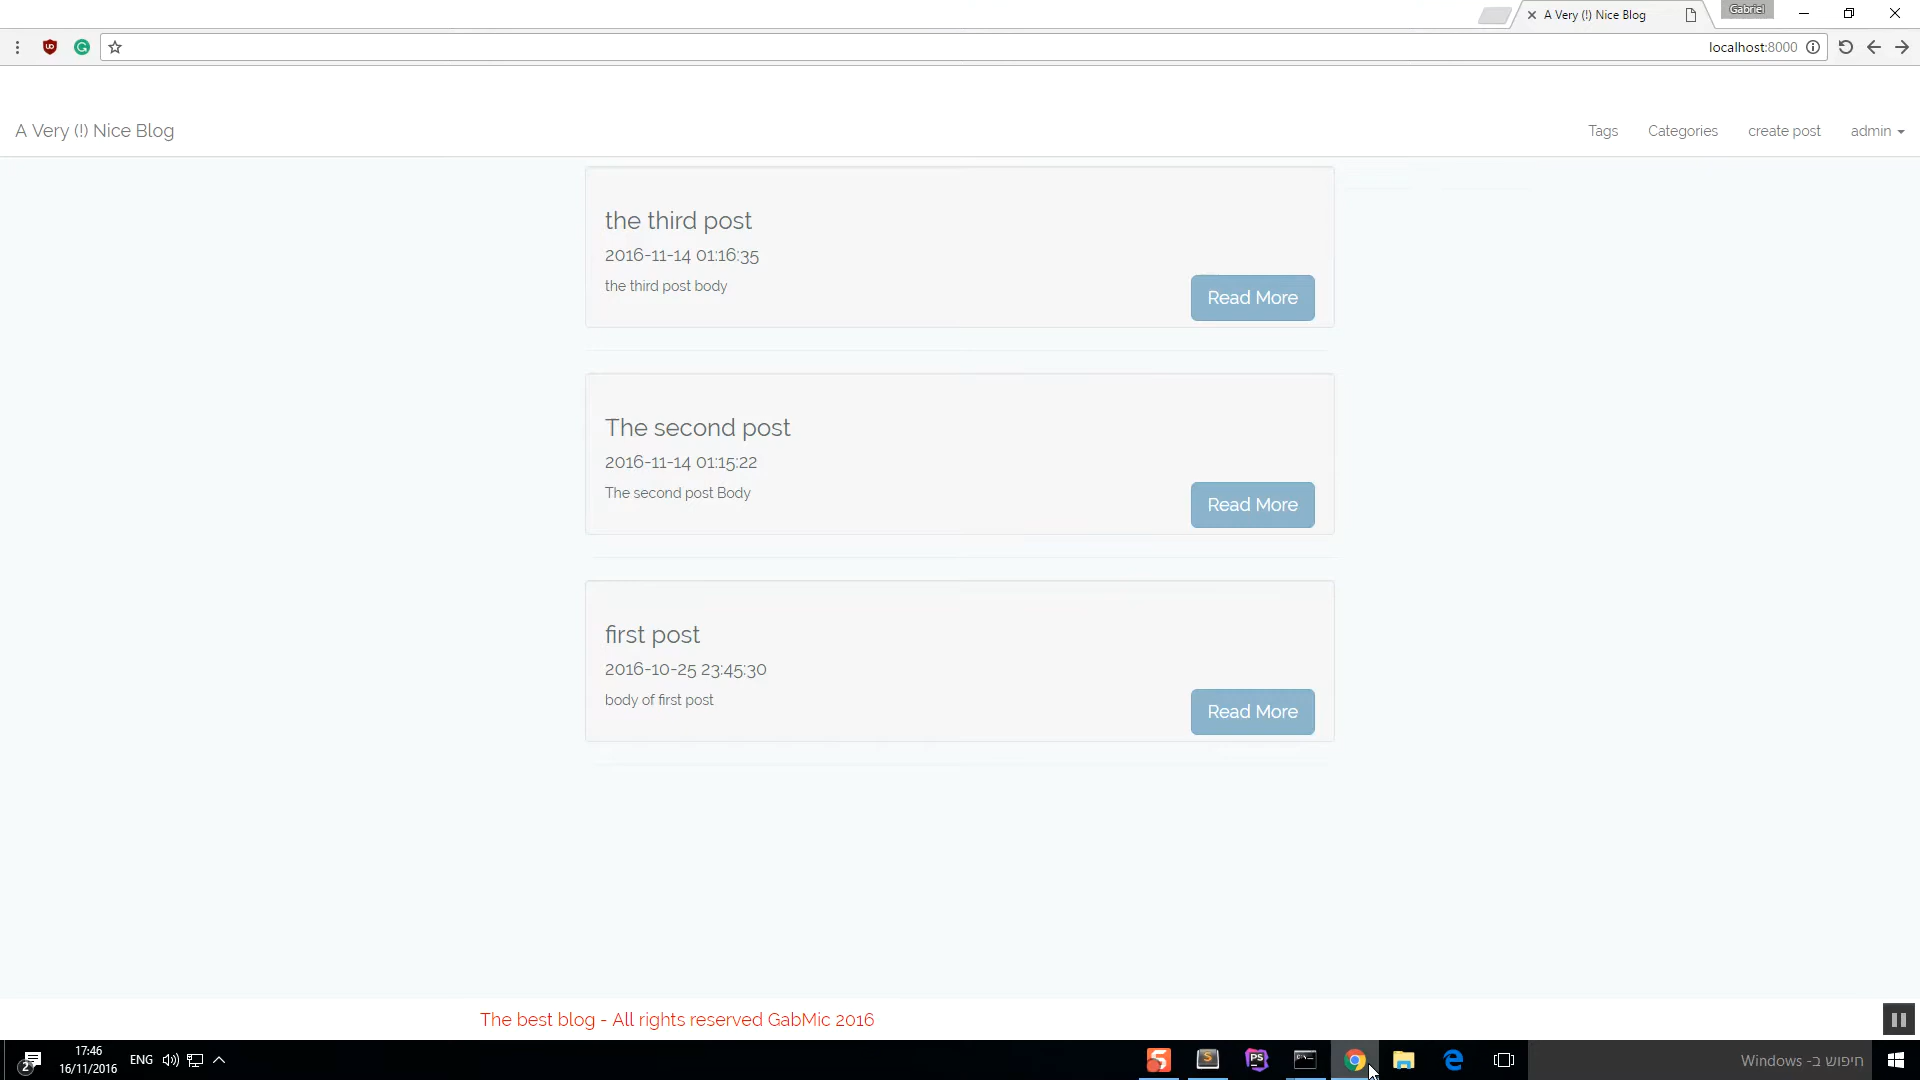 A Very (!) Nice Blog
Gabriel
localhost:8000
A Very (!) Nice Blog
Tags
Categories
create post
admin
the third post
2016-11-14 01:16:35
the third post body
Read More
The second post
2016-11-14 01:15:22
The second post Body
Read More
first post
2016-10-25 23:45:30
body of first post
Read More
The best blog - All rights reserved GabMic 2016
2
17:46
16/11/2016
ENG
S
PS
חיפוש ב- Windows